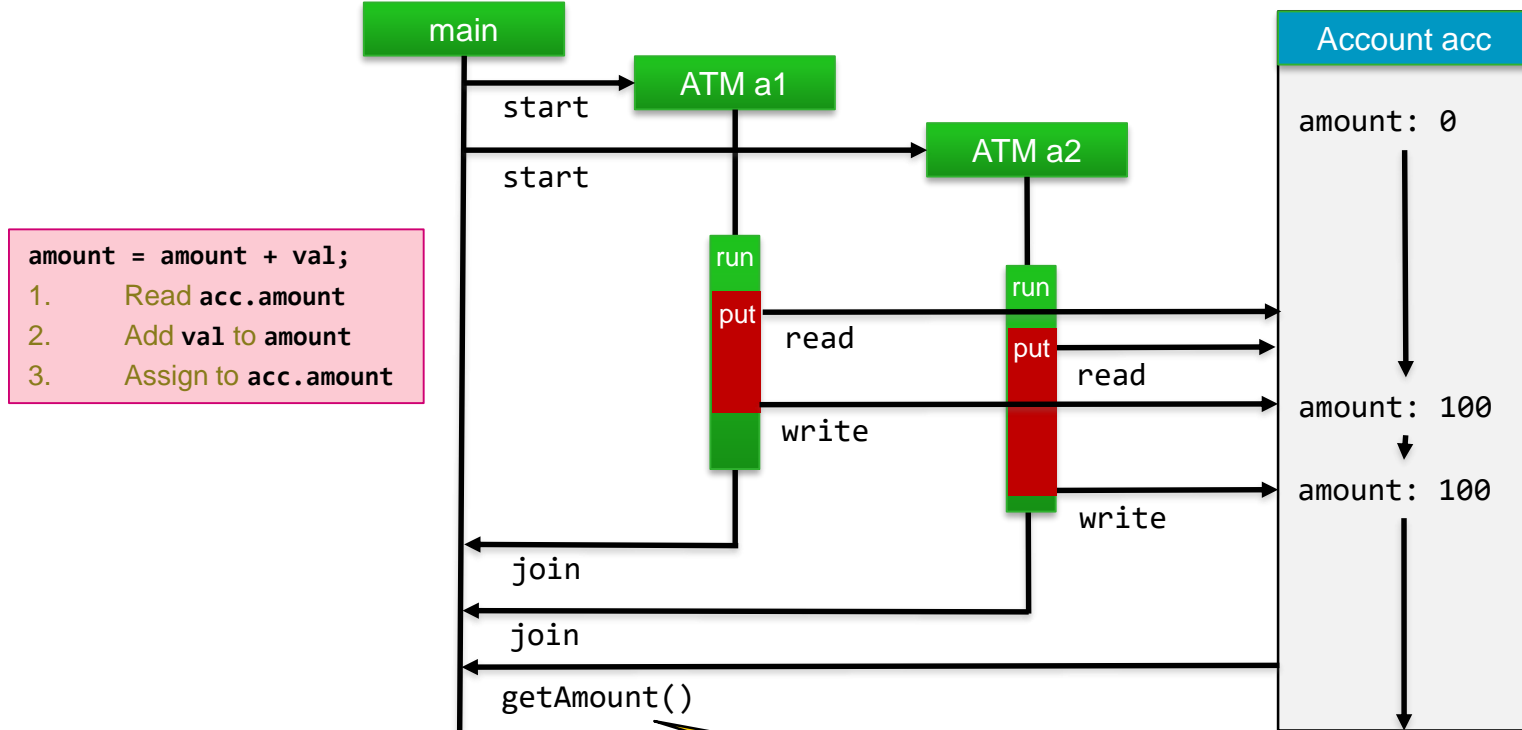 main
Account acc
ATM a1
start
amount: 0
ATM a2
start
amount = amount + val;
1. Read acc.amount
2. Add val to amount
3. Assign to acc.amount
run
run
put
read
put
read
amount: 100
write
amount: 100
write
join
join
getAmount()